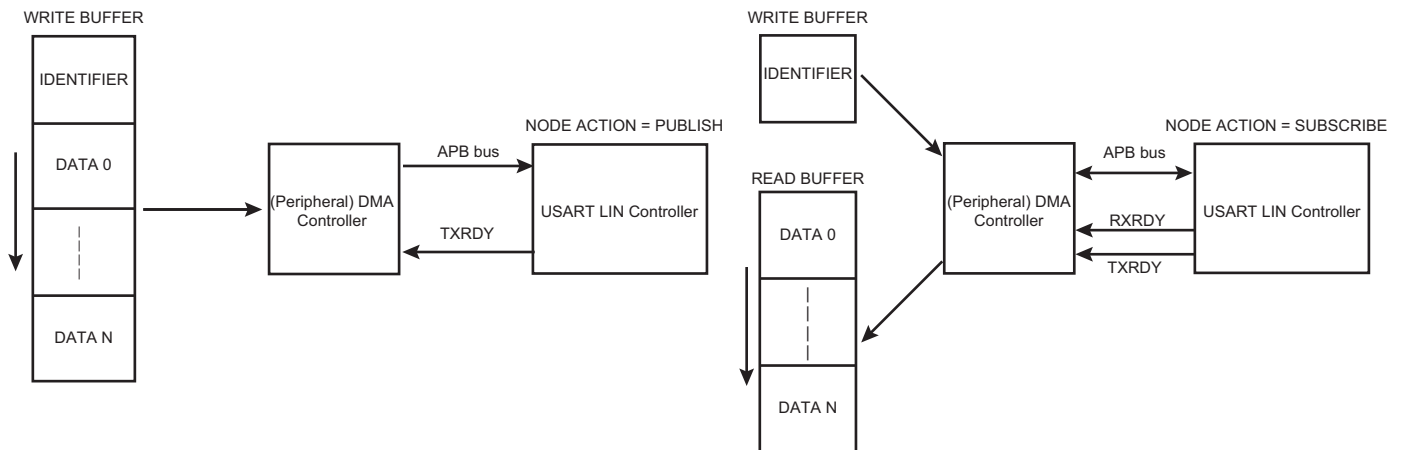 WRITE BUFFER
IDENTIFIER
DATA 0
DATA N
(Peripheral) DMA
Controller
APB bus
TXRDY
NODE ACTION = PUBLISH
USART LIN Controller
WRITE BUFFER
IDENTIFIER
READ BUFFER
DATA 0
DATA N
(Peripheral) DMA
Controller
APB bus
RXRDY
TXRDY
NODE ACTION = SUBSCRIBE
USART LIN Controller